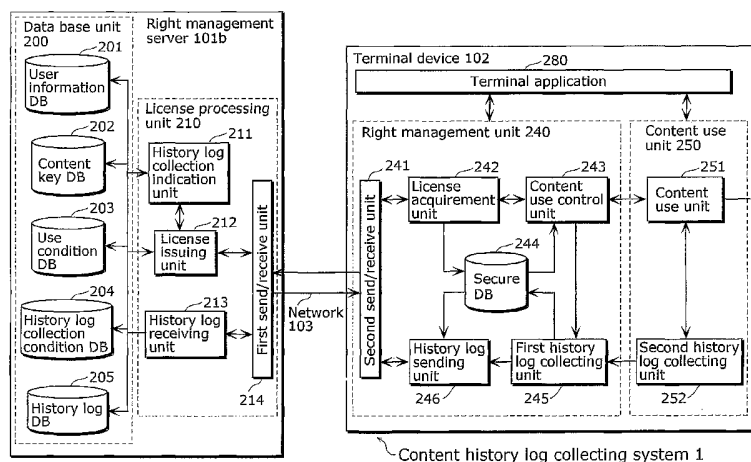 Data base unit
200
Right management
server 101b
201
User
information DB
202
Content
key DB
203
Use
condition DB
204
History log
collection
condition DB
205
History log
DB
License processing
unit 210
211
History log
collection
indication unit
212
License issuing
unit
213
History log
receiving
unit
First send/receive unit
214
Network
103
Terminal device 102
280
Terminal application
Right management unit 240
241
Second send/receive unit
242
License
acquirement
unit
243
Content use control
unit
244
Secure
DB
History log
sending
unit
246
First history
log collecting
unit
245
Content use
unit 250
251
Content use
unit
Second history
log collecting
unit
252
Content history log collecting system 1